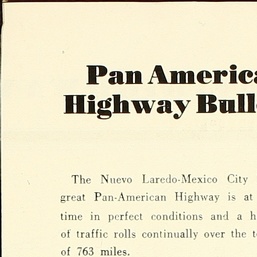 Pan America
Highway Bull
The Nuevo Laredo-Mexico City
great Pan-American Highway is at
time in perfect conditions and a h
of traffic rolls continually over the t
of 763 miles.